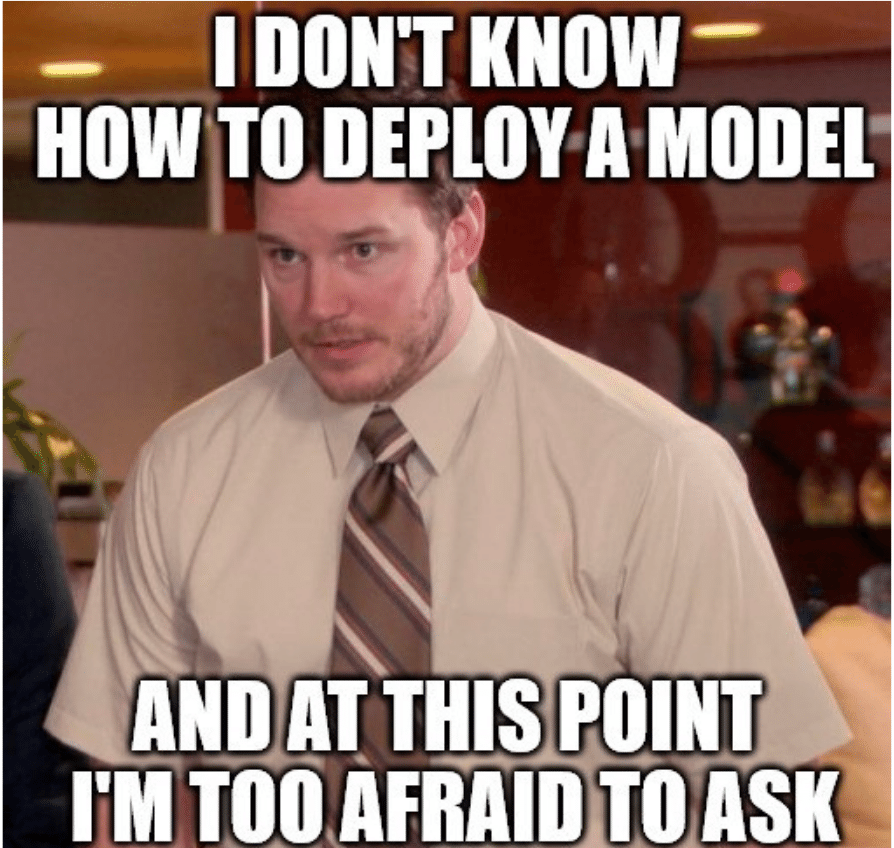 I DON'T KNOW
HOW TO DEPLOY A MODEL
AND AT THIS POINT
I'M TOO AFRAID TO ASK